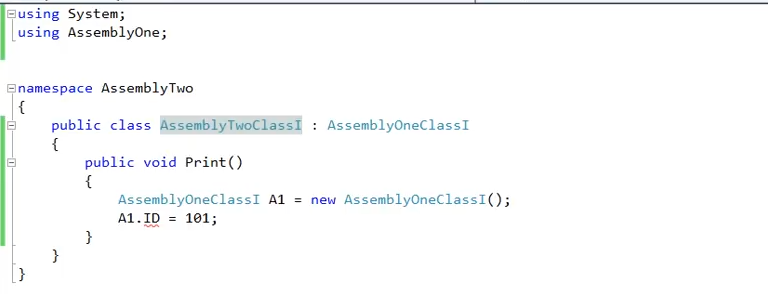 using System;
using AssemblyOne;
namespace AssemblyTwo
{
public class AssemblyTwoClassI : AssemblyOneClassI
{
public void Print()
{
AssemblyOneClassI A1 = new AssemblyOneClassI();
A1.ID = 101;
}
}
}